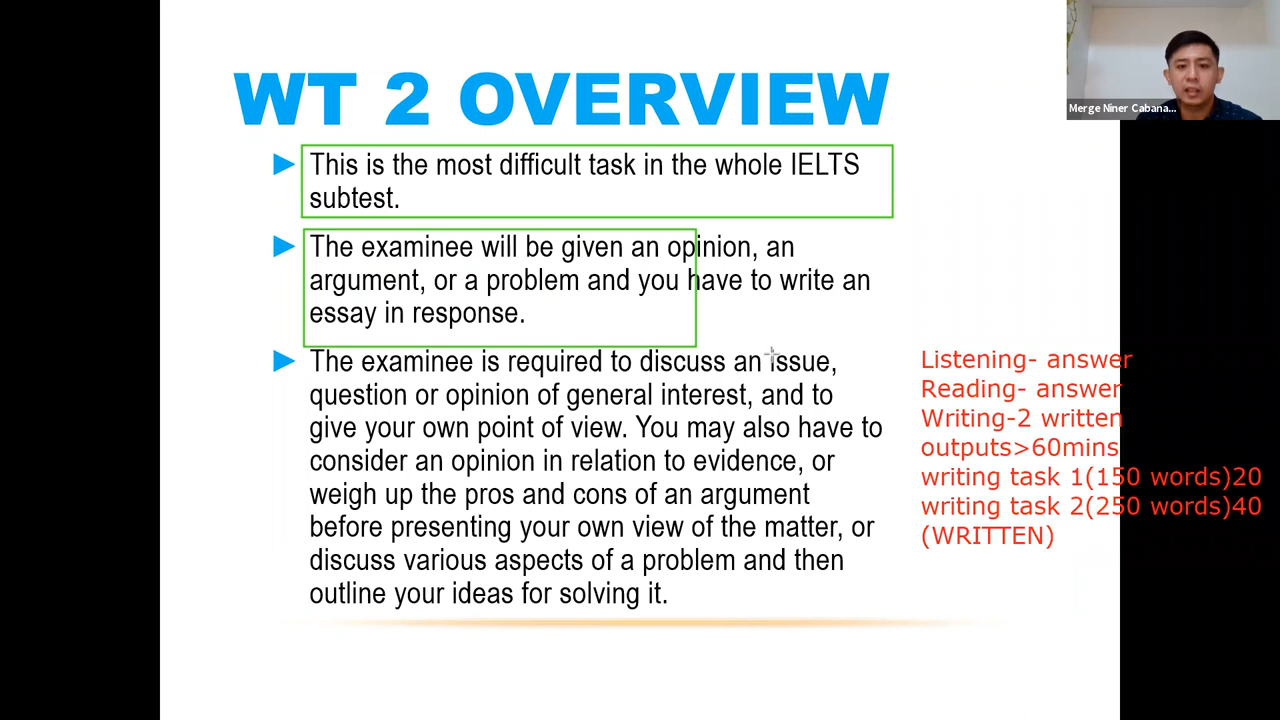 WT 2 OVERVIEW
This is the most difficult task in the whole IELTS
subtest.
The examinee will be given an opinion, an
argument, or a problem and you have to write an
essay in response.
The examinee is required to discuss an issue,
question or opinion of general interest, and to
give your own point of view. You may also have to
consider an opinion in relation to evidence, or
weigh up the pros and cons of an argument
before presenting your own view of the matter, or
discuss various aspects of a problem and then
outline your ideas for solving it.
Merge Niner Cabana...
Listening- answer
Reading- answer
Writing-2 written
outputs>60mins
writing task 1(150 words)20
writing task 2(250 words)40
(WRITTEN)